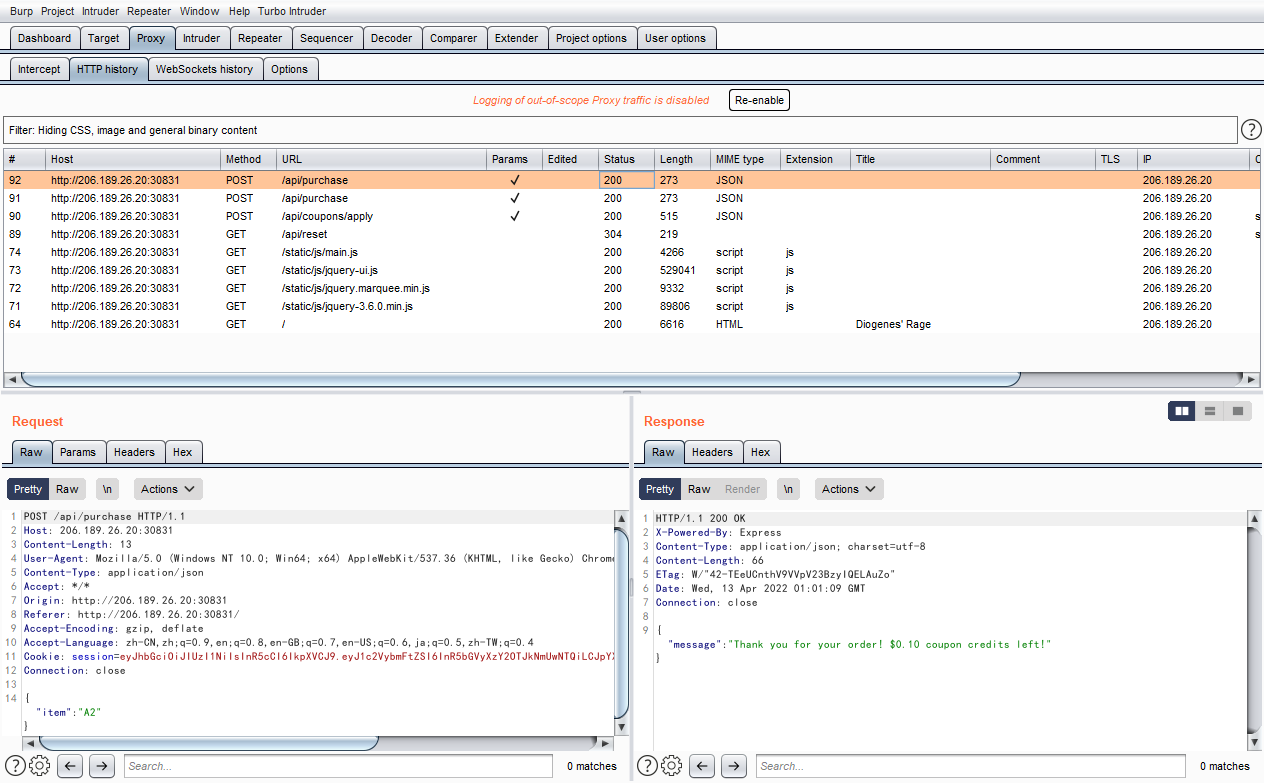 Burp Project Intruder Repeater Window Help Turbo Intruder
Dashboard Target Proxy Intruder Repeater Sequencer Decoder Comparer Extender Project options User options
Intercept HTTP history WebSockets history Options
Logging of out-of-scope Proxy traffic is disabled Re-enable
Filter: Hiding CSS, image and general binary content ?
# Host Method URL Params Edited Status Length MIME type Extension Title Comment TLS IP
92 http://206.189.26.20:30831 POST /api/purchase ✓ 200 273 JSON 206.189.26.20
91 http://206.189.26.20:30831 POST /api/purchase ✓ 200 273 JSON 206.189.26.20
90 http://206.189.26.20:30831 POST /api/coupons/apply ✓ 200 515 JSON 206.189.26.20 s
89 http://206.189.26.20:30831 GET /api/reset 304 219 206.189.26.20 s
74 http://206.189.26.20:30831 GET /static/js/main.js 200 4266 script js 206.189.26.20
73 http://206.189.26.20:30831 GET /static/js/jquery-ui.js 200 529041 script js 206.189.26.20
72 http://206.189.26.20:30831 GET /static/js/jquery.marquee.min.js 200 9332 script js 206.189.26.20
71 http://206.189.26.20:30831 GET /static/js/jquery-3.6.0.min.js 200 89806 script js 206.189.26.20
64 http://206.189.26.20:30831 GET / 200 6616 HTML Diogenes' Rage 206.189.26.20
Request
Raw Params Headers Hex
Pretty Raw \n Actions
1 POST /api/purchase HTTP/1.1
2 Host: 206.189.26.20:30831
3 Content-Length: 13
4 User-Agent: Mozilla/5.0 (Windows NT 10.0; Win64; x64) AppleWebKit/537.36 (KHTML, like Gecko) Chrome
5 Content-Type: application/json
6 Accept: */*
7 Origin: http://206.189.26.20:30831
8 Referer: http://206.189.26.20:30831/
9 Accept-Encoding: gzip, deflate
10 Accept-Language: zh-CN,zh;q=0.9,en;q=0.8,en-GB;q=0.7,en-US;q=0.6,ja;q=0.5,zh-TW;q=0.4
11 Cookie: session=
12 Connection: close
13
14 {
"item":"A2"
}
? Search... 0 matches
Response
Raw Headers Hex
Pretty Raw Render \n Actions
1 HTTP/1.1 200 OK
2 X-Powered-By: Express
3 Content-Type: application/json; charset=utf-8
4 Content-Length: 66
5 ETag:
6 Date: Wed, 13 Apr 2022 01:01:09 GMT
7 Connection: close
8
9 {
"message":"Thank you for your order! $0.10 coupon credits left!"
}
? Search... 0 matches